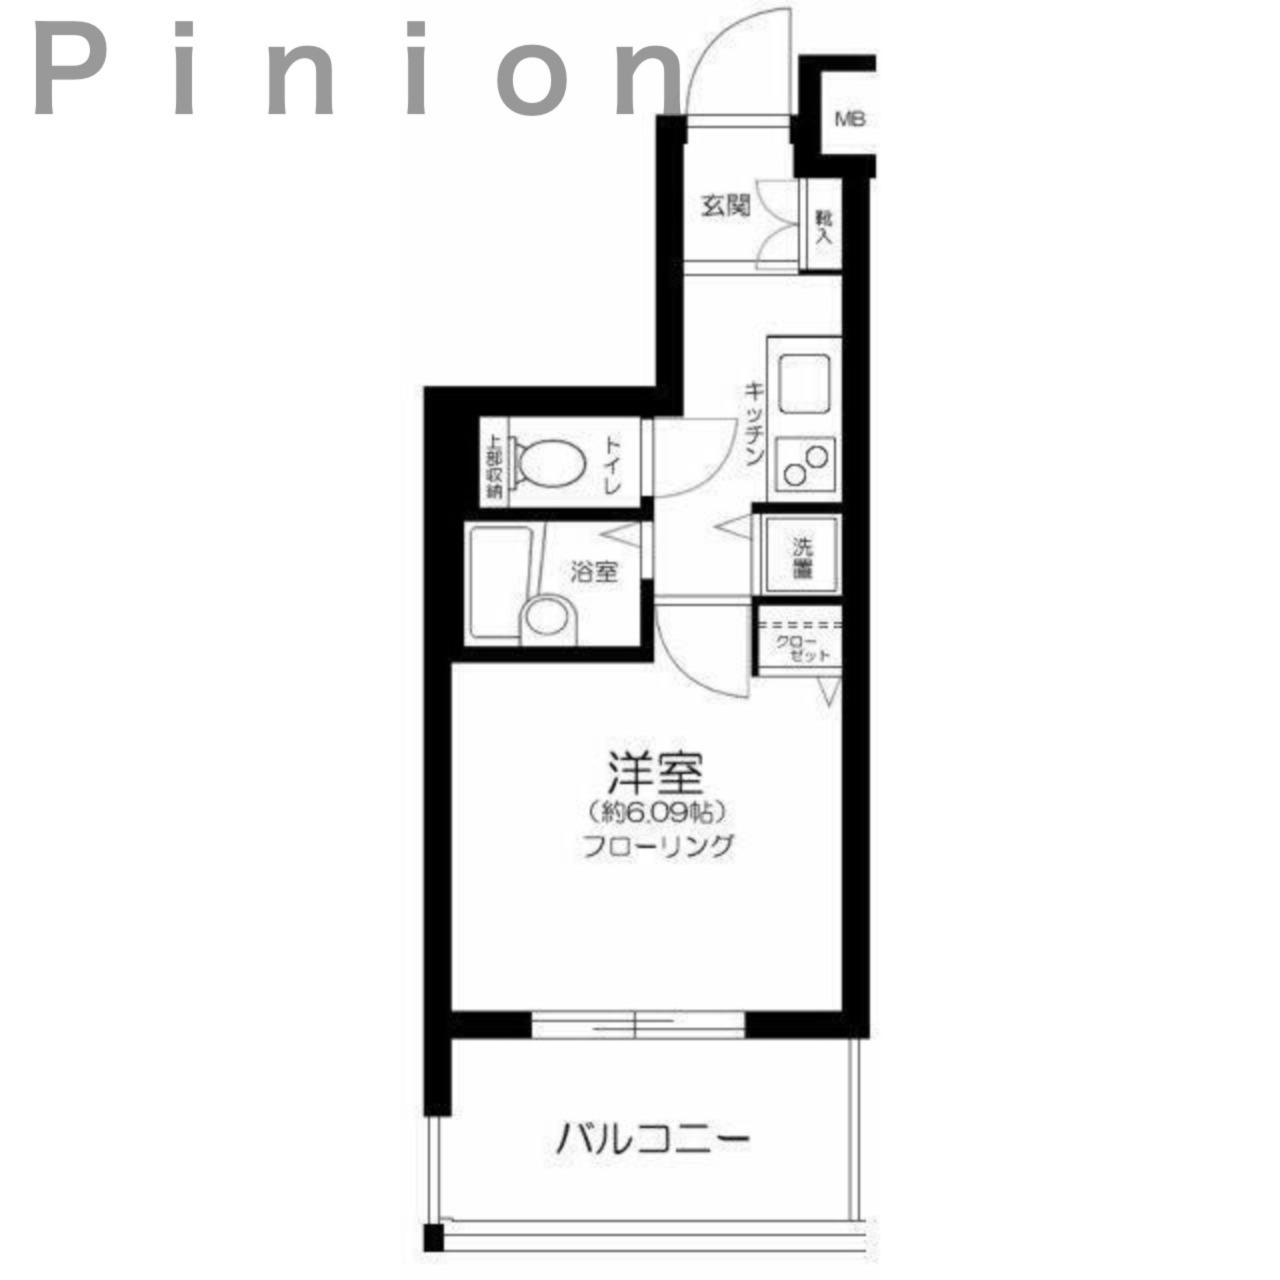 Pinion
MB
玄関
靴入
キッチン
上部収納
トイレ
浴室
洗置
クロー
ゼット
洋室
(約6.09帖)
フローリング
バルコニー